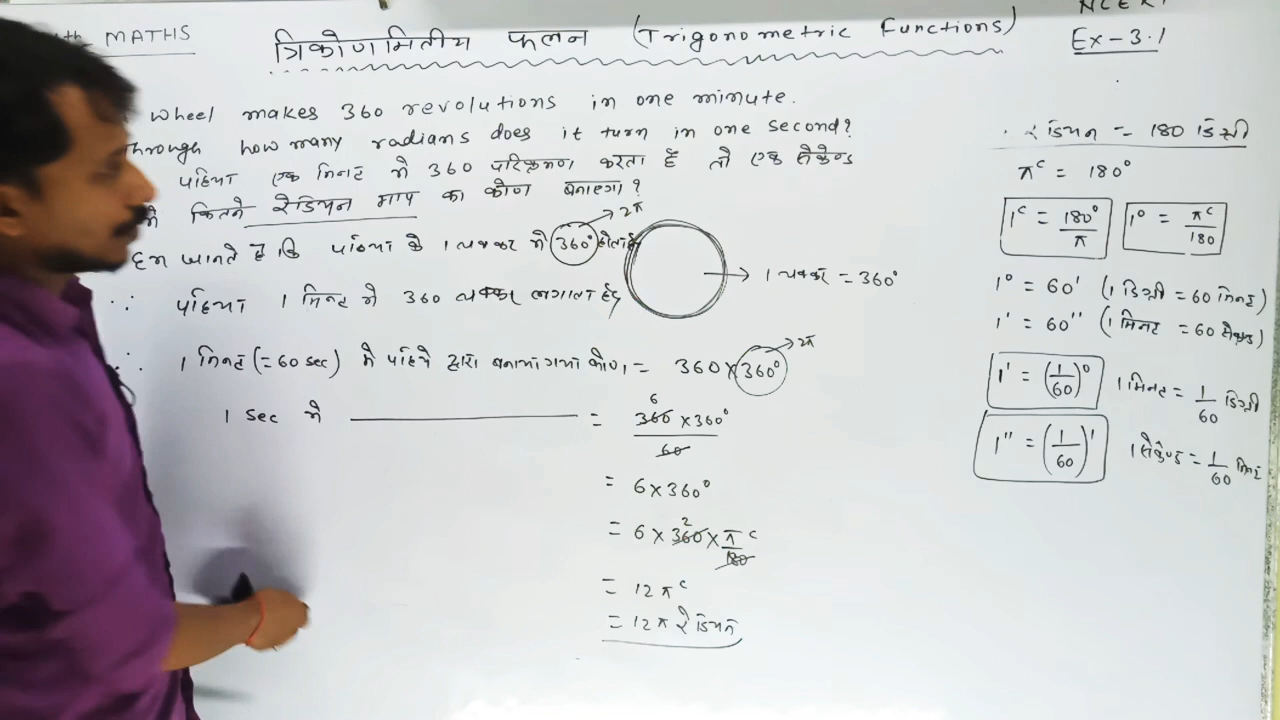 MATHS
त्रिकोणमितीय फलन (Trigonometric Functions)
NCERT
Ex-3.1
wheel makes 360 revolutions in one minute.
through how many radians does it turn in one second?
पहिया एक मिनट में 360 परिक्रमण करता है तो एक सेकेण्ड
में कितने रेडियन माप का कोण बनाएगा?
हम जानते है कि पहिया के 1 चक्कर में 360° होता है
2π
1 चक्कर = 360°
∵ पहिया 1 मिनट में 360 चक्कर लगाता है
∴ 1 मिनट (=60 sec) में पहिये द्वारा बनाया गया कोण = 360×360°
2π
1 sec में ———— = 360×360° / 60
6
= 6×360°
= 6×360×π^c/180
2
= 12π^c
= 12π रेडियन
रेडियन = 180 डिग्री
π^c = 180°
1^c = 180°/π
1° = π^c/180
1° = 60' (1 डिग्री = 60 मिनट)
1' = 60'' (1 मिनट = 60 सेकण्ड)
1' = (1/60)° 1 मिनट = 1/60 डिग्री
1'' = (1/60)' 1 सेकेण्ड = 1/60 मिनट